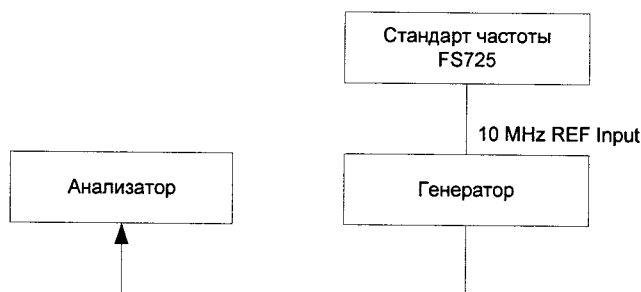 Стандарт частоты
FS725
10 MHz REF Input
Анализатор
Генератор